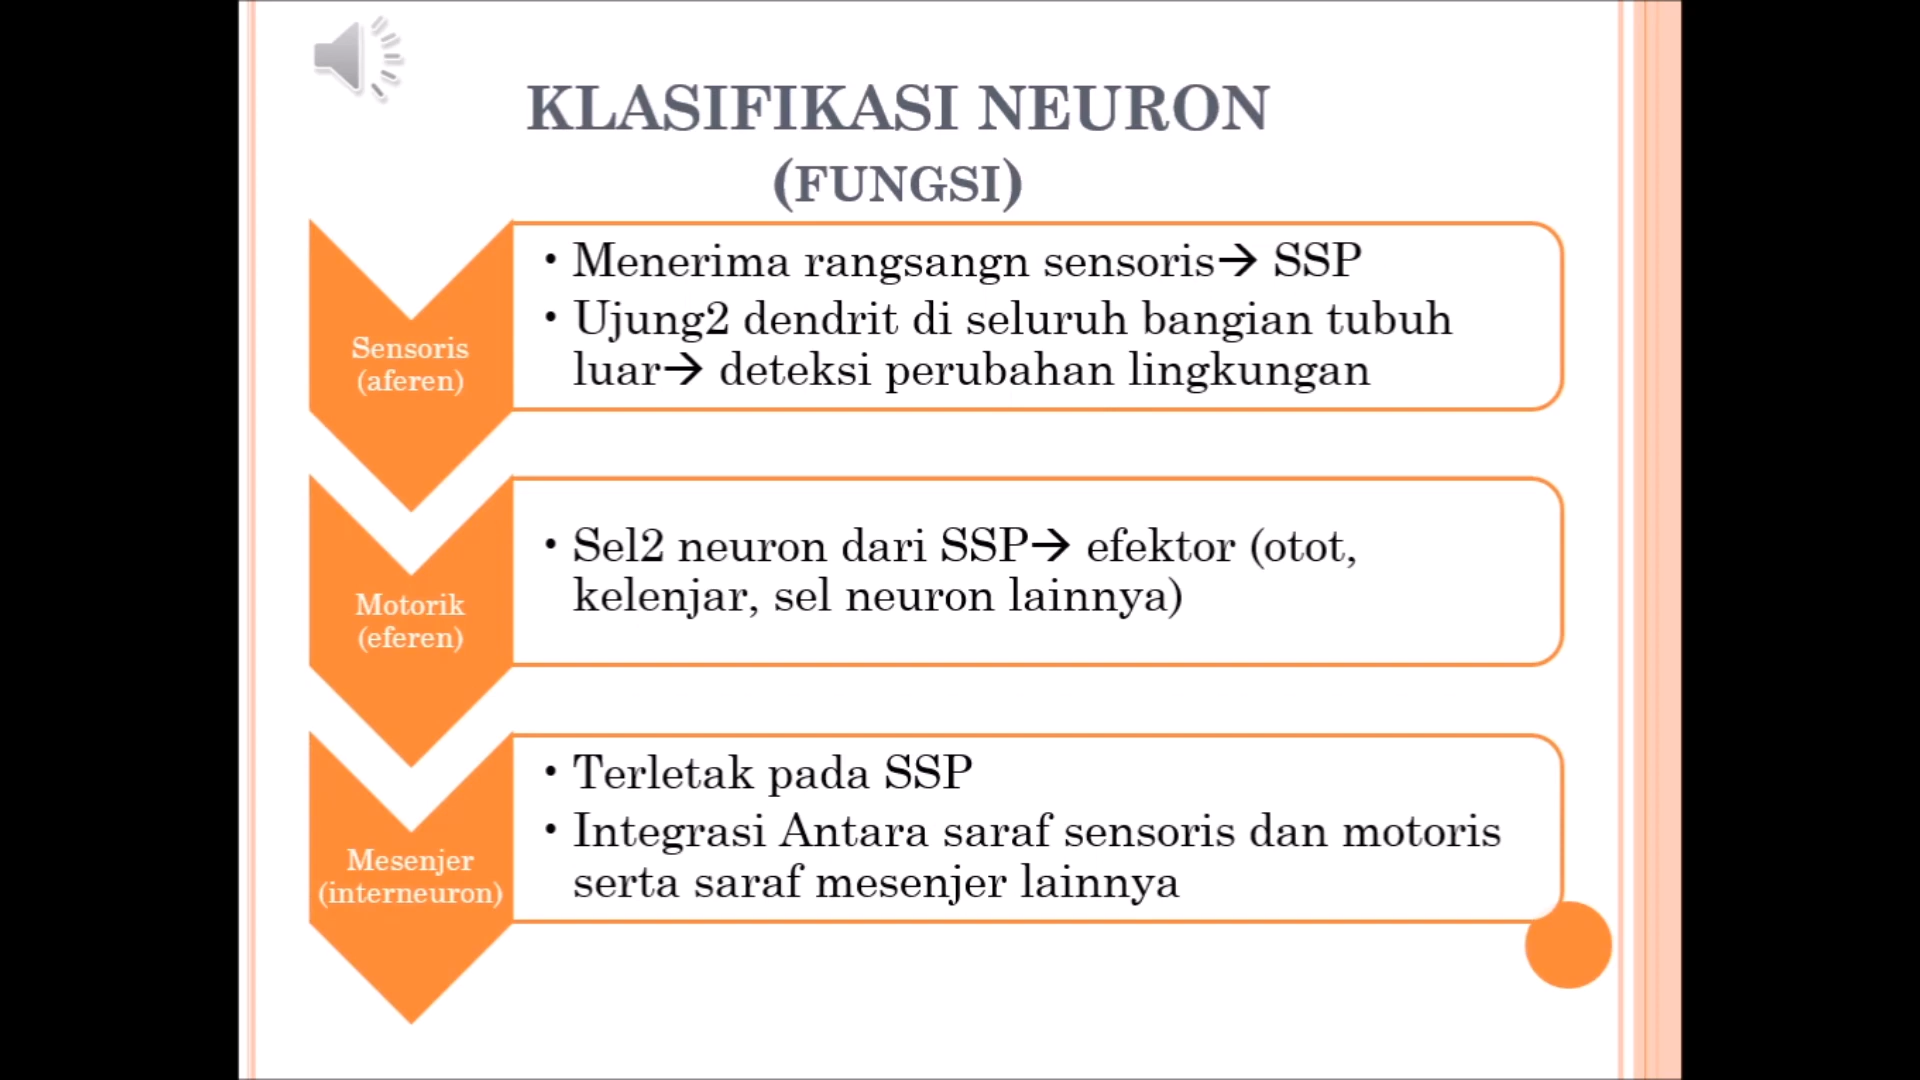 KLASIFIKASI NEURON
(FUNGSI)
Sensoris
(aferen)
• Menerima rangsangn sensoris→ SSP
• Ujung2 dendrit di seluruh bangian tubuh
luar→ deteksi perubahan lingkungan
Motorik
(eferen)
• Sel2 neuron dari SSP→ efektor (otot,
kelenjar, sel neuron lainnya)
Mesenjer
(interneuron)
• Terletak pada SSP
• Integrasi Antara saraf sensoris dan motoris
serta saraf mesenjer lainnya